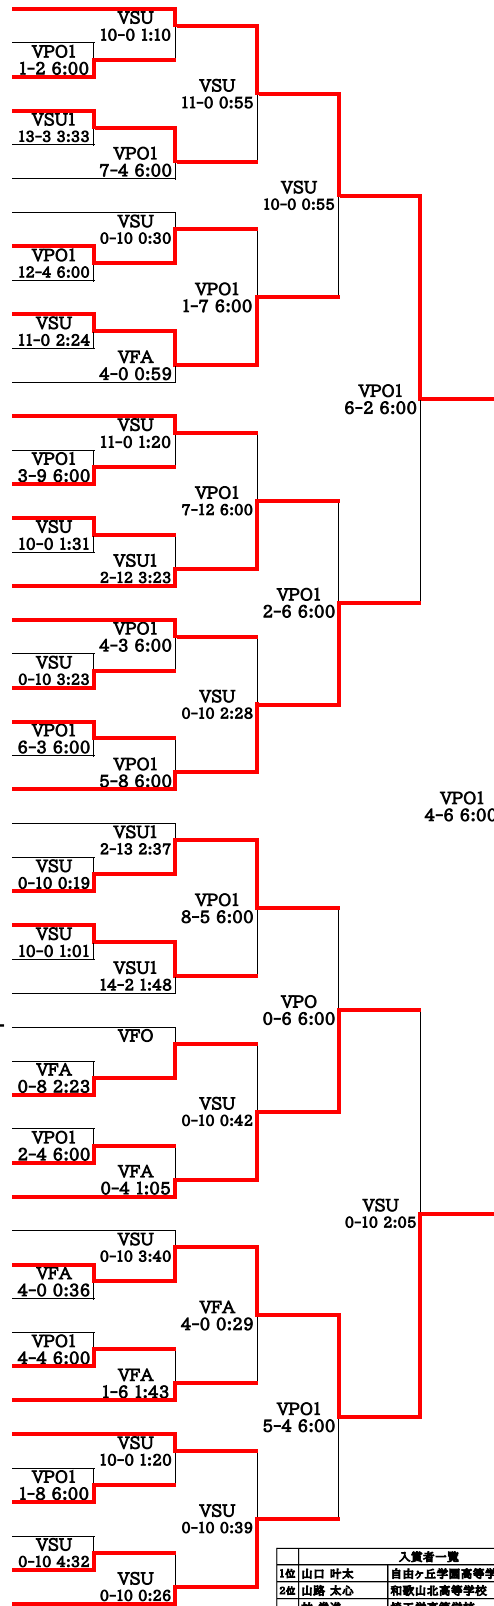 VSU
10-0 1:10
VPO1
1-2 6:00
VSU
11-0 0:55
VSU1
13-3 3:33
VPO1
7-4 6:00
VSU
10-0 0:55
VSU
0-10 0:30
VPO1
12-4 6:00
VPO1
1-7 6:00
VSU
11-0 2:24
VFA
4-0 0:59
VPO1
6-2 6:00
VSU
11-0 1:20
VPO1
3-9 6:00
VPO1
7-12 6:00
VSU
10-0 1:31
VSU1
2-12 3:23
VPO1
2-6 6:00
VPO1
4-3 6:00
VSU
0-10 3:23
VSU
0-10 2:28
VPO1
6-3 6:00
VPO1
5-8 6:00
VPO1
4-6 6:00
VSU1
2-13 2:37
VSU
0-10 0:19
VPO1
8-5 6:00
VSU
10-0 1:01
VSU1
14-2 1:48
VPO
0-6 6:00
VFO
VFA
0-8 2:23
VSU
0-10 0:42
VPO1
2-4 6:00
VFA
0-4 1:05
VSU
0-10 2:05
VSU
0-10 3:40
VFA
4-0 0:36
VFA
4-0 0:29
VPO1
4-4 6:00
VFA
1-6 1:43
VPO1
5-4 6:00
VSU
10-0 1:20
VPO1
1-8 6:00
VSU
0-10 0:39
VSU
0-10 4:32
VSU
0-10 0:26
入賞者一覧
1位 山口 叶太 自由ヶ丘学園高等学
2位 山路 太心 和歌山北高等学校